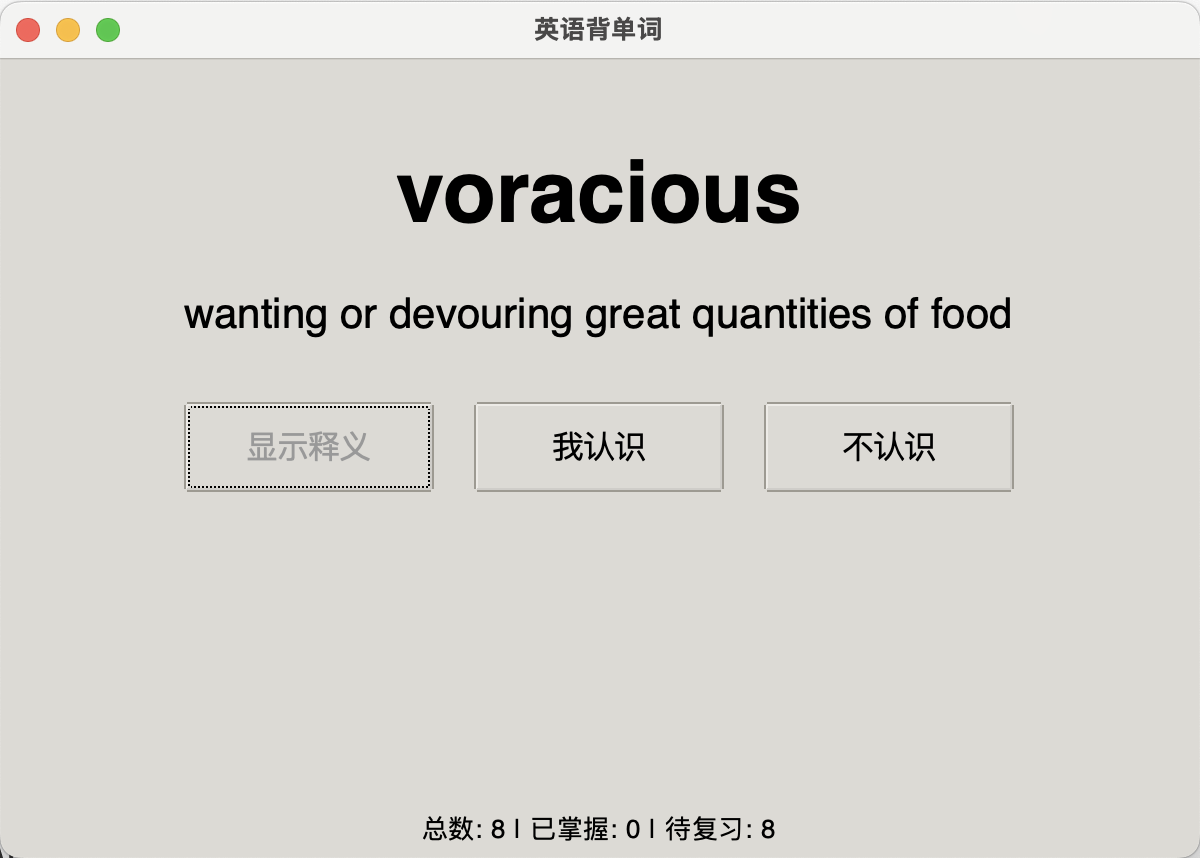 英语背单词
voracious
wanting or devouring great quantities of food
显示释义 我认识 不认识
总数: 8 | 已掌握: 0 | 待复习: 8